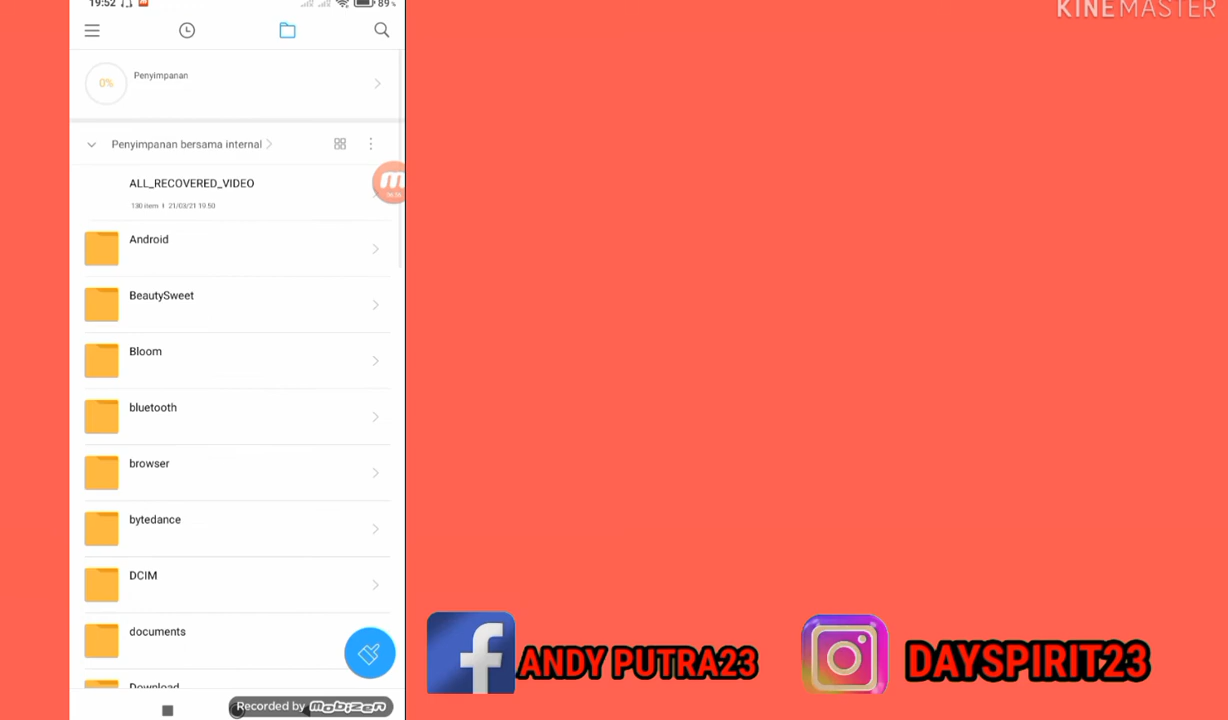 19:52
89%
KINEMASTER
0%
Penyimpanan
Penyimpanan bersama internal
ALL_RECOVERED_VIDEO
130 item | 21/03/21 19.50
Android
BeautySweet
Bloom
bluetooth
browser
bytedance
DCIM
documents
Download
Recorded by mobizen
ANDY PUTRA23
DAYSPIRIT23